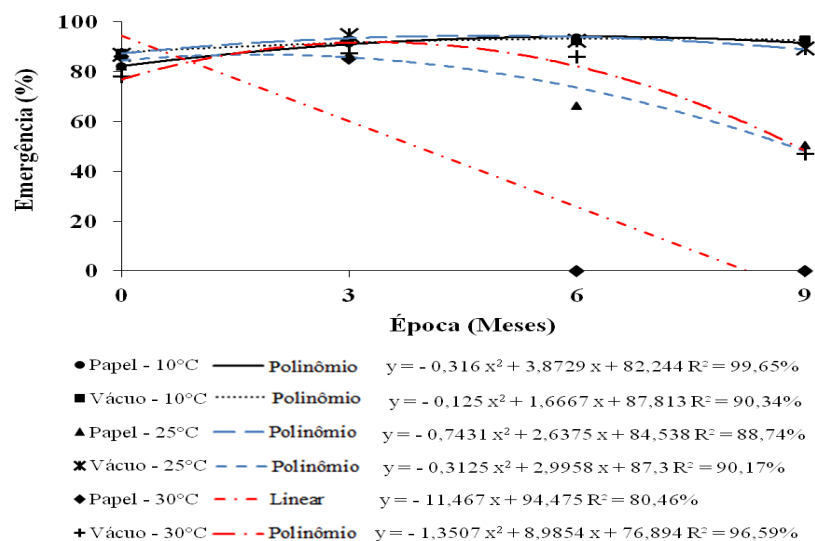 100
80
60
40
20
0
Emergência (%)
0 3 6 9
Época (Meses)
Papel - 10°C Polinômio y = - 0,316 x² + 3,8729 x + 82,244 R² = 99,65%
Vácuo - 10°C Polinômio y = - 0,125 x² + 1,6667 x + 87,813 R² = 90,34%
Papel - 25°C Polinômio y = - 0,7431 x² + 2,6375 x + 84,538 R² = 88,74%
Vácuo - 25°C Polinômio y = - 0,3125 x² + 2,9958 x + 87,3 R² = 90,17%
Papel - 30°C Linear y = - 11,467 x + 94,475 R² = 80,46%
Vácuo - 30°C Polinômio y = - 1,3507 x² + 8,9854 x + 76,894 R² = 96,59%